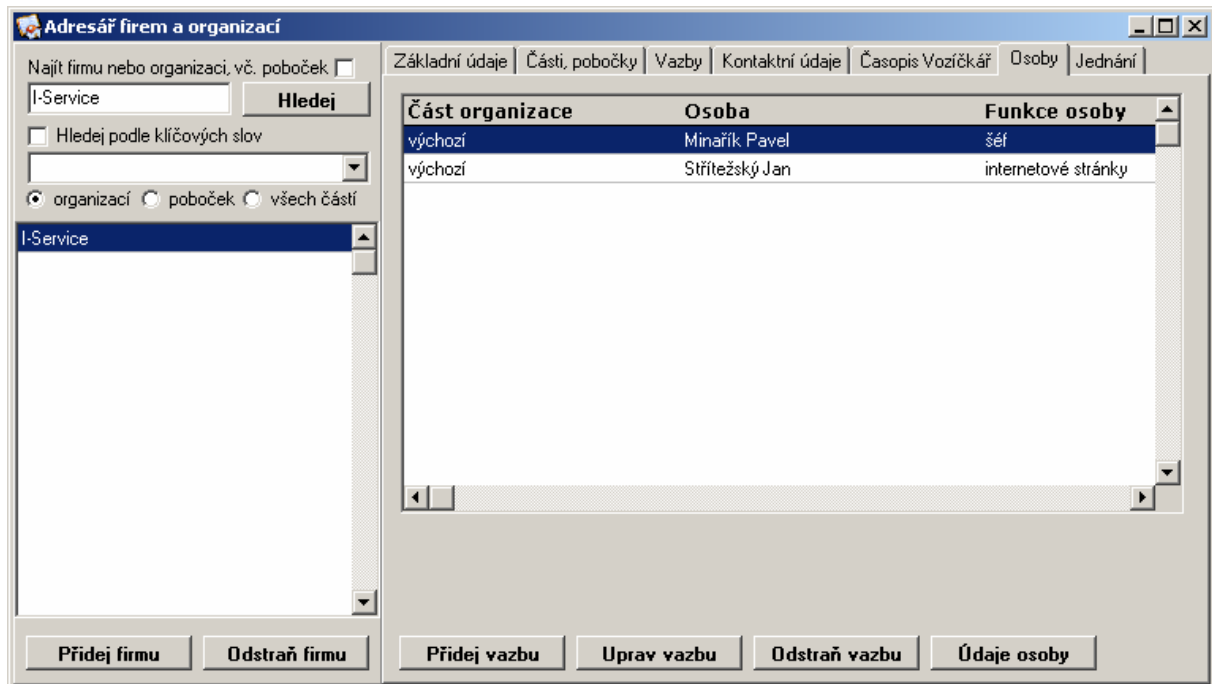 Adresář firem a organizací
Najít firmu nebo organizaci, vč. poboček
I-Service
Hledej
Hledej podle klíčových slov
organizací poboček všech částí
I-Service
Přidej firmu Odstraň firmu
Základní údaje Části, pobočky Vazby Kontaktní údaje Časopis Vozíčkář Osoby Jednání
Část organizace Osoba Funkce osoby
výchozí Minařík Pavel šéf
výchozí Střítežský Jan internetové stránky
Přidej vazbu Uprav vazbu Odstraň vazbu Údaje osoby